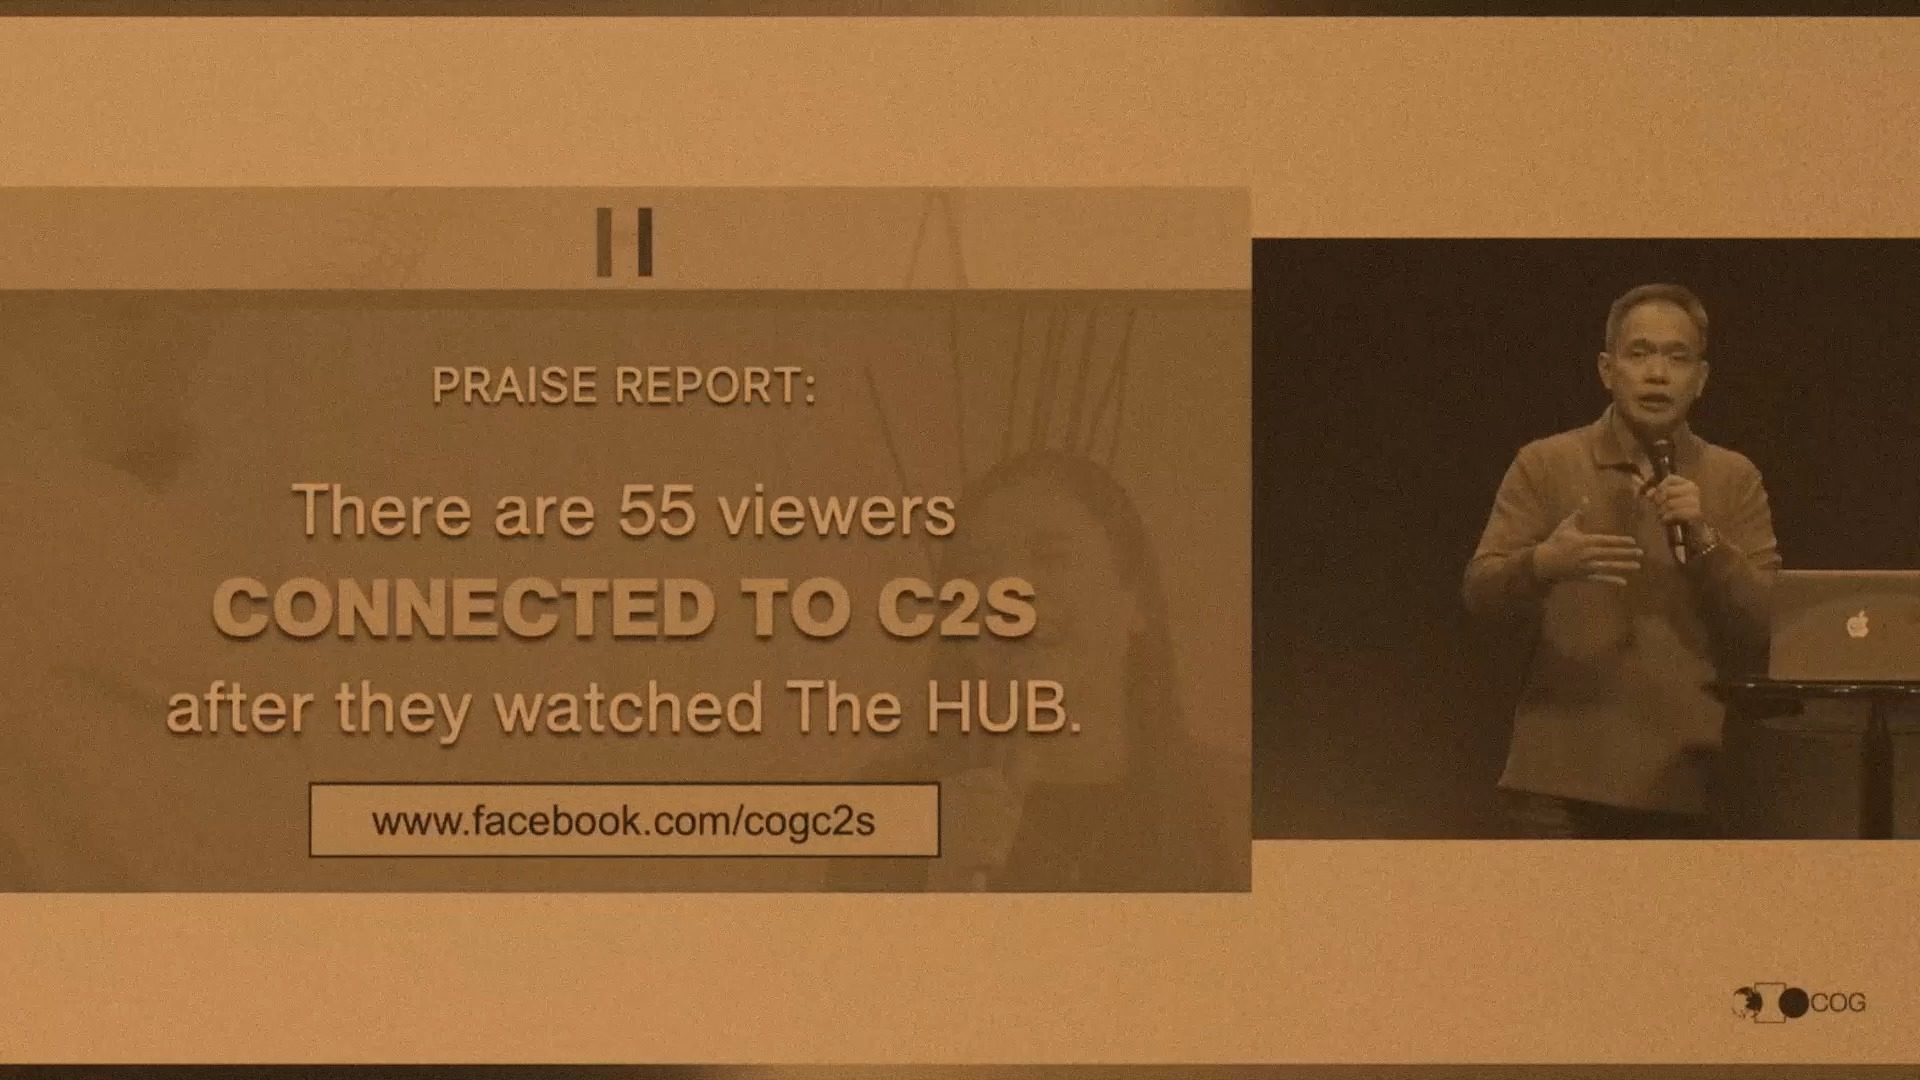 PRAISE REPORT:
There are 55 viewers
CONNECTED TO C2S
after they watched The HUB.
www.facebook.com/cogc2s
COG